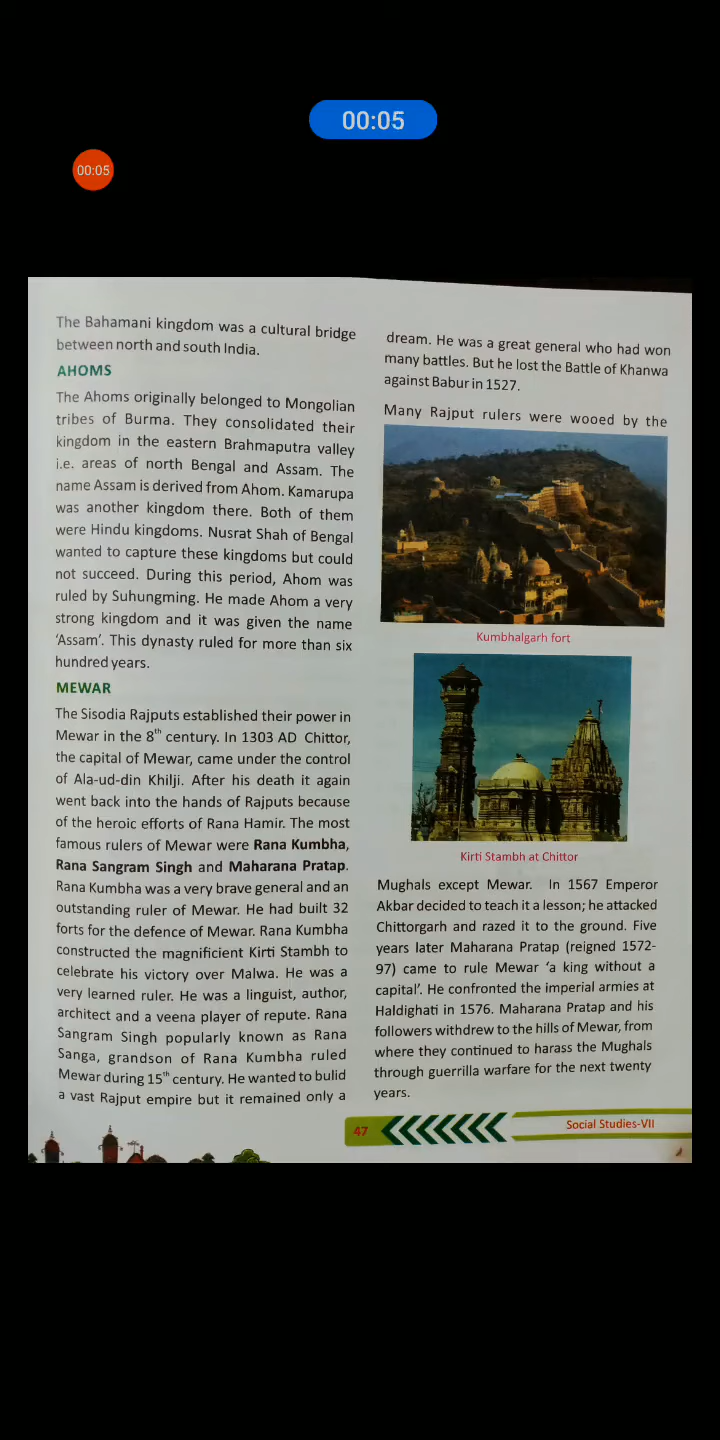 00:05
00:05
The Bahamani kingdom was a cultural bridge
between north and south India.
AHOMS
The Ahoms originally belonged to Mongolian
tribes of Burma. They consolidated their
kingdom in the eastern Brahmaputra valley
i.e. areas of north Bengal and Assam. The
name Assam is derived from Ahom. Kamarupa
was another kingdom there. Both of them
were Hindu kingdoms. Nusrat Shah of Bengal
wanted to capture these kingdoms but could
not succeed. During this period, Ahom was
ruled by Suhungming. He made Ahom a very
strong kingdom and it was given the name
‘Assam’. This dynasty ruled for more than six
hundred years.
MEWAR
The Sisodia Rajputs established their power in
Mewar in the 8th century. In 1303 AD Chittor,
the capital of Mewar, came under the control
of Ala-ud-din Khilji. After his death it again
went back into the hands of Rajputs because
of the heroic efforts of Rana Hamir. The most
famous rulers of Mewar were Rana Kumbha,
Rana Sangram Singh and Maharana Pratap.
Rana Kumbha was a very brave general and an
outstanding ruler of Mewar. He had built 32
forts for the defence of Mewar. Rana Kumbha
constructed the magnificient Kirti Stambh to
celebrate his victory over Malwa. He was a
very learned ruler. He was a linguist, author,
architect and a veena player of repute. Rana
Sangram Singh popularly known as Rana
Sanga, grandson of Rana Kumbha ruled
Mewar during 15th century. He wanted to bulid
a vast Rajput empire but it remained only a
dream. He was a great general who had won
many battles. But he lost the Battle of Khanwa
against Babur in 1527.
Many Rajput rulers were wooed by the
Kumbhalgarh fort
Kirti Stambh at Chittor
Mughals except Mewar. In 1567 Emperor
Akbar decided to teach it a lesson; he attacked
Chittorgarh and razed it to the ground. Five
years later Maharana Pratap (reigned 1572-
97) came to rule Mewar ‘a king without a
capital’. He confronted the imperial armies at
Haldighati in 1576. Maharana Pratap and his
followers withdrew to the hills of Mewar, from
where they continued to harass the Mughals
through guerrilla warfare for the next twenty
years.
47
Social Studies-VII